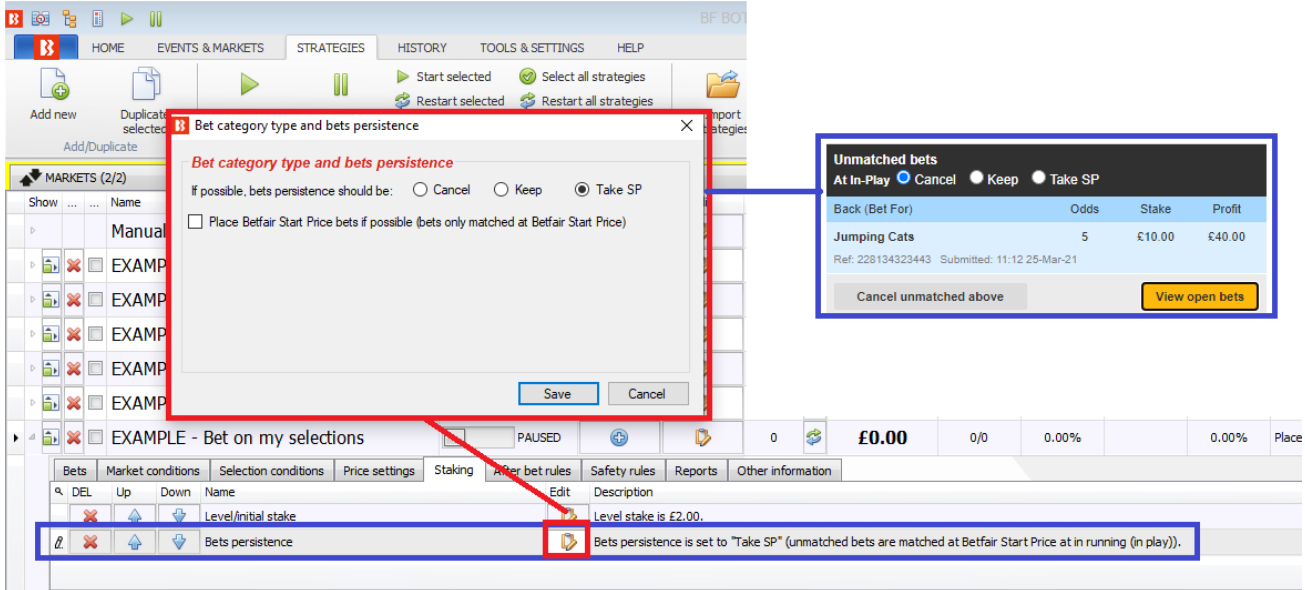 BF BOT
HOME EVENTS & MARKETS STRATEGIES HISTORY TOOLS & SETTINGS HELP
Start selected Select all strategies
Add new Duplicate
selected Restart selected Restart all strategies
Add/Duplicate
Bet category type and bets persistence
Bet category type and bets persistence
If possible, bets persistence should be: Cancel Keep Take SP
Place Betfair Start Price bets if possible (bets only matched at Betfair Start Price)
Save Cancel
Unmatched bets
At In-Play Cancel Keep Take SP
Back (Bet For) Odds Stake Profit
Jumping Cats 5 £10.00 £40.00
Ref: 228134323443 Submitted: 11:12 25-Mar-21
Cancel unmatched above View open bets
MARKETS (2/2)
Show ... ... Name
Manual
EXAMP
EXAMP
EXAMP
EXAMP
EXAMP
EXAMPLE - Bet on my selections PAUSED 0 £0.00 0/0 0.00% 0.00% Place
Bets Market conditions Selection conditions Price settings Staking After bet rules Safety rules Reports Other information
DEL Up Down Name Edit Description
Level/initial stake Level stake is £2.00.
Bets persistence Bets persistence is set to "Take SP" (unmatched bets are matched at Betfair Start Price at in running (in play)).